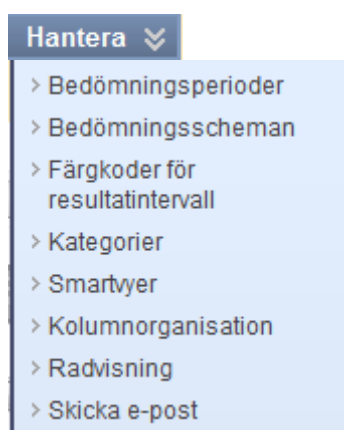 Hantera
Bedömningsperioder
Bedömningsscheman
Färgkoder för
resultatintervall
Kategorier
Smartvyer
Kolumnorganisation
Radvisning
Skicka e-post